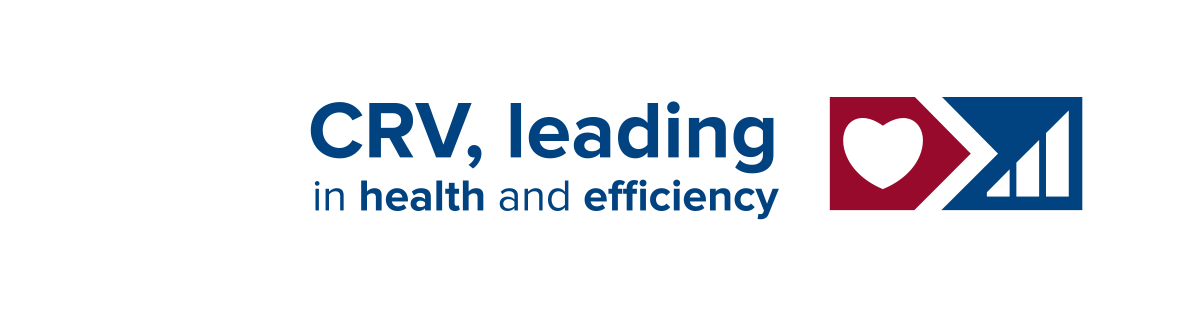 CRV, leading
in health and efficiency